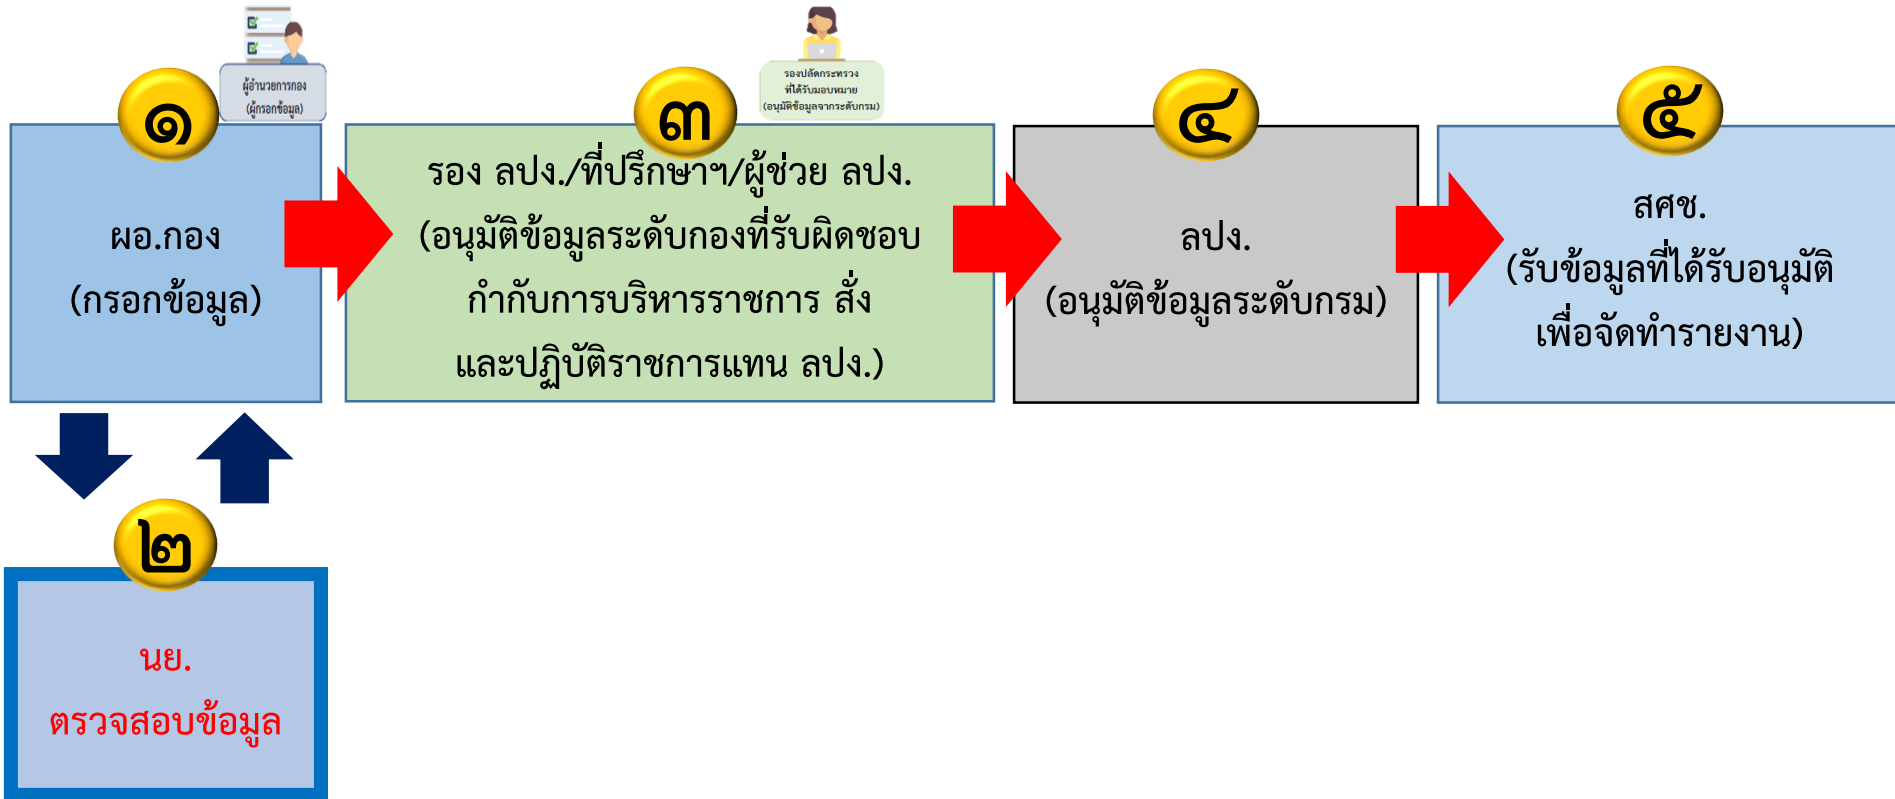 ๑
ผู้อำนวยการกอง
(ผู้กรอกข้อมูล)
ผอ.กอง
(กรอกข้อมูล)
๒
นย.
ตรวจสอบข้อมูล
๓
รองปลัดกระทรวง
ที่ได้รับมอบหมาย
(อนุมัติข้อมูลจากระดับกรม)
รอง ลปง./ที่ปรึกษาฯ/ผู้ช่วย ลปง.
(อนุมัติข้อมูลระดับกองที่รับผิดชอบ
กำกับการบริหารราชการ สั่ง
และปฏิบัติราชการแทน ลปง.)
๔
ลปง.
(อนุมัติข้อมูลระดับกรม)
๕
สศช.
(รับข้อมูลที่ได้รับอนุมัติ
เพื่อจัดทำรายงาน)